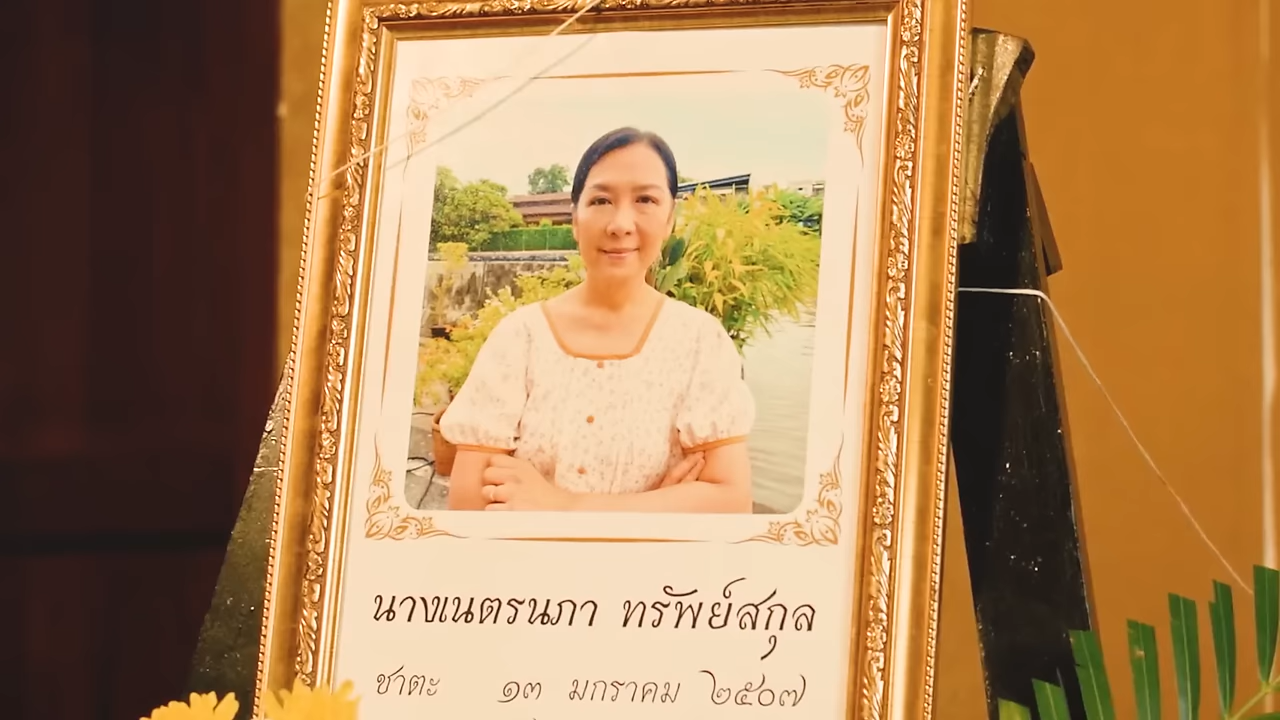 นางเนตรนภา ทรัพย์สกุล
ชาตะ ๑๓ มกราคม ๒๕๐๗